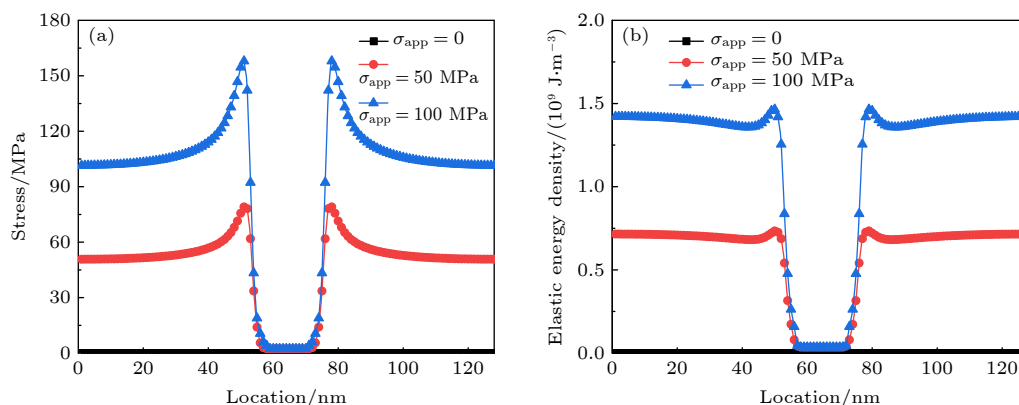 (a)
σapp = 0
σapp = 50 MPa
σapp = 100 MPa
Stress/MPa
180
150
120
90
60
30
0
0 20 40 60 80 100 120
Location/nm
(b)
σapp = 0
σapp = 50 MPa
σapp = 100 MPa
Elastic energy density/(10⁹ J·m⁻³)
2.0
1.5
1.0
0.5
0.0
0 20 40 60 80 100 120
Location/nm